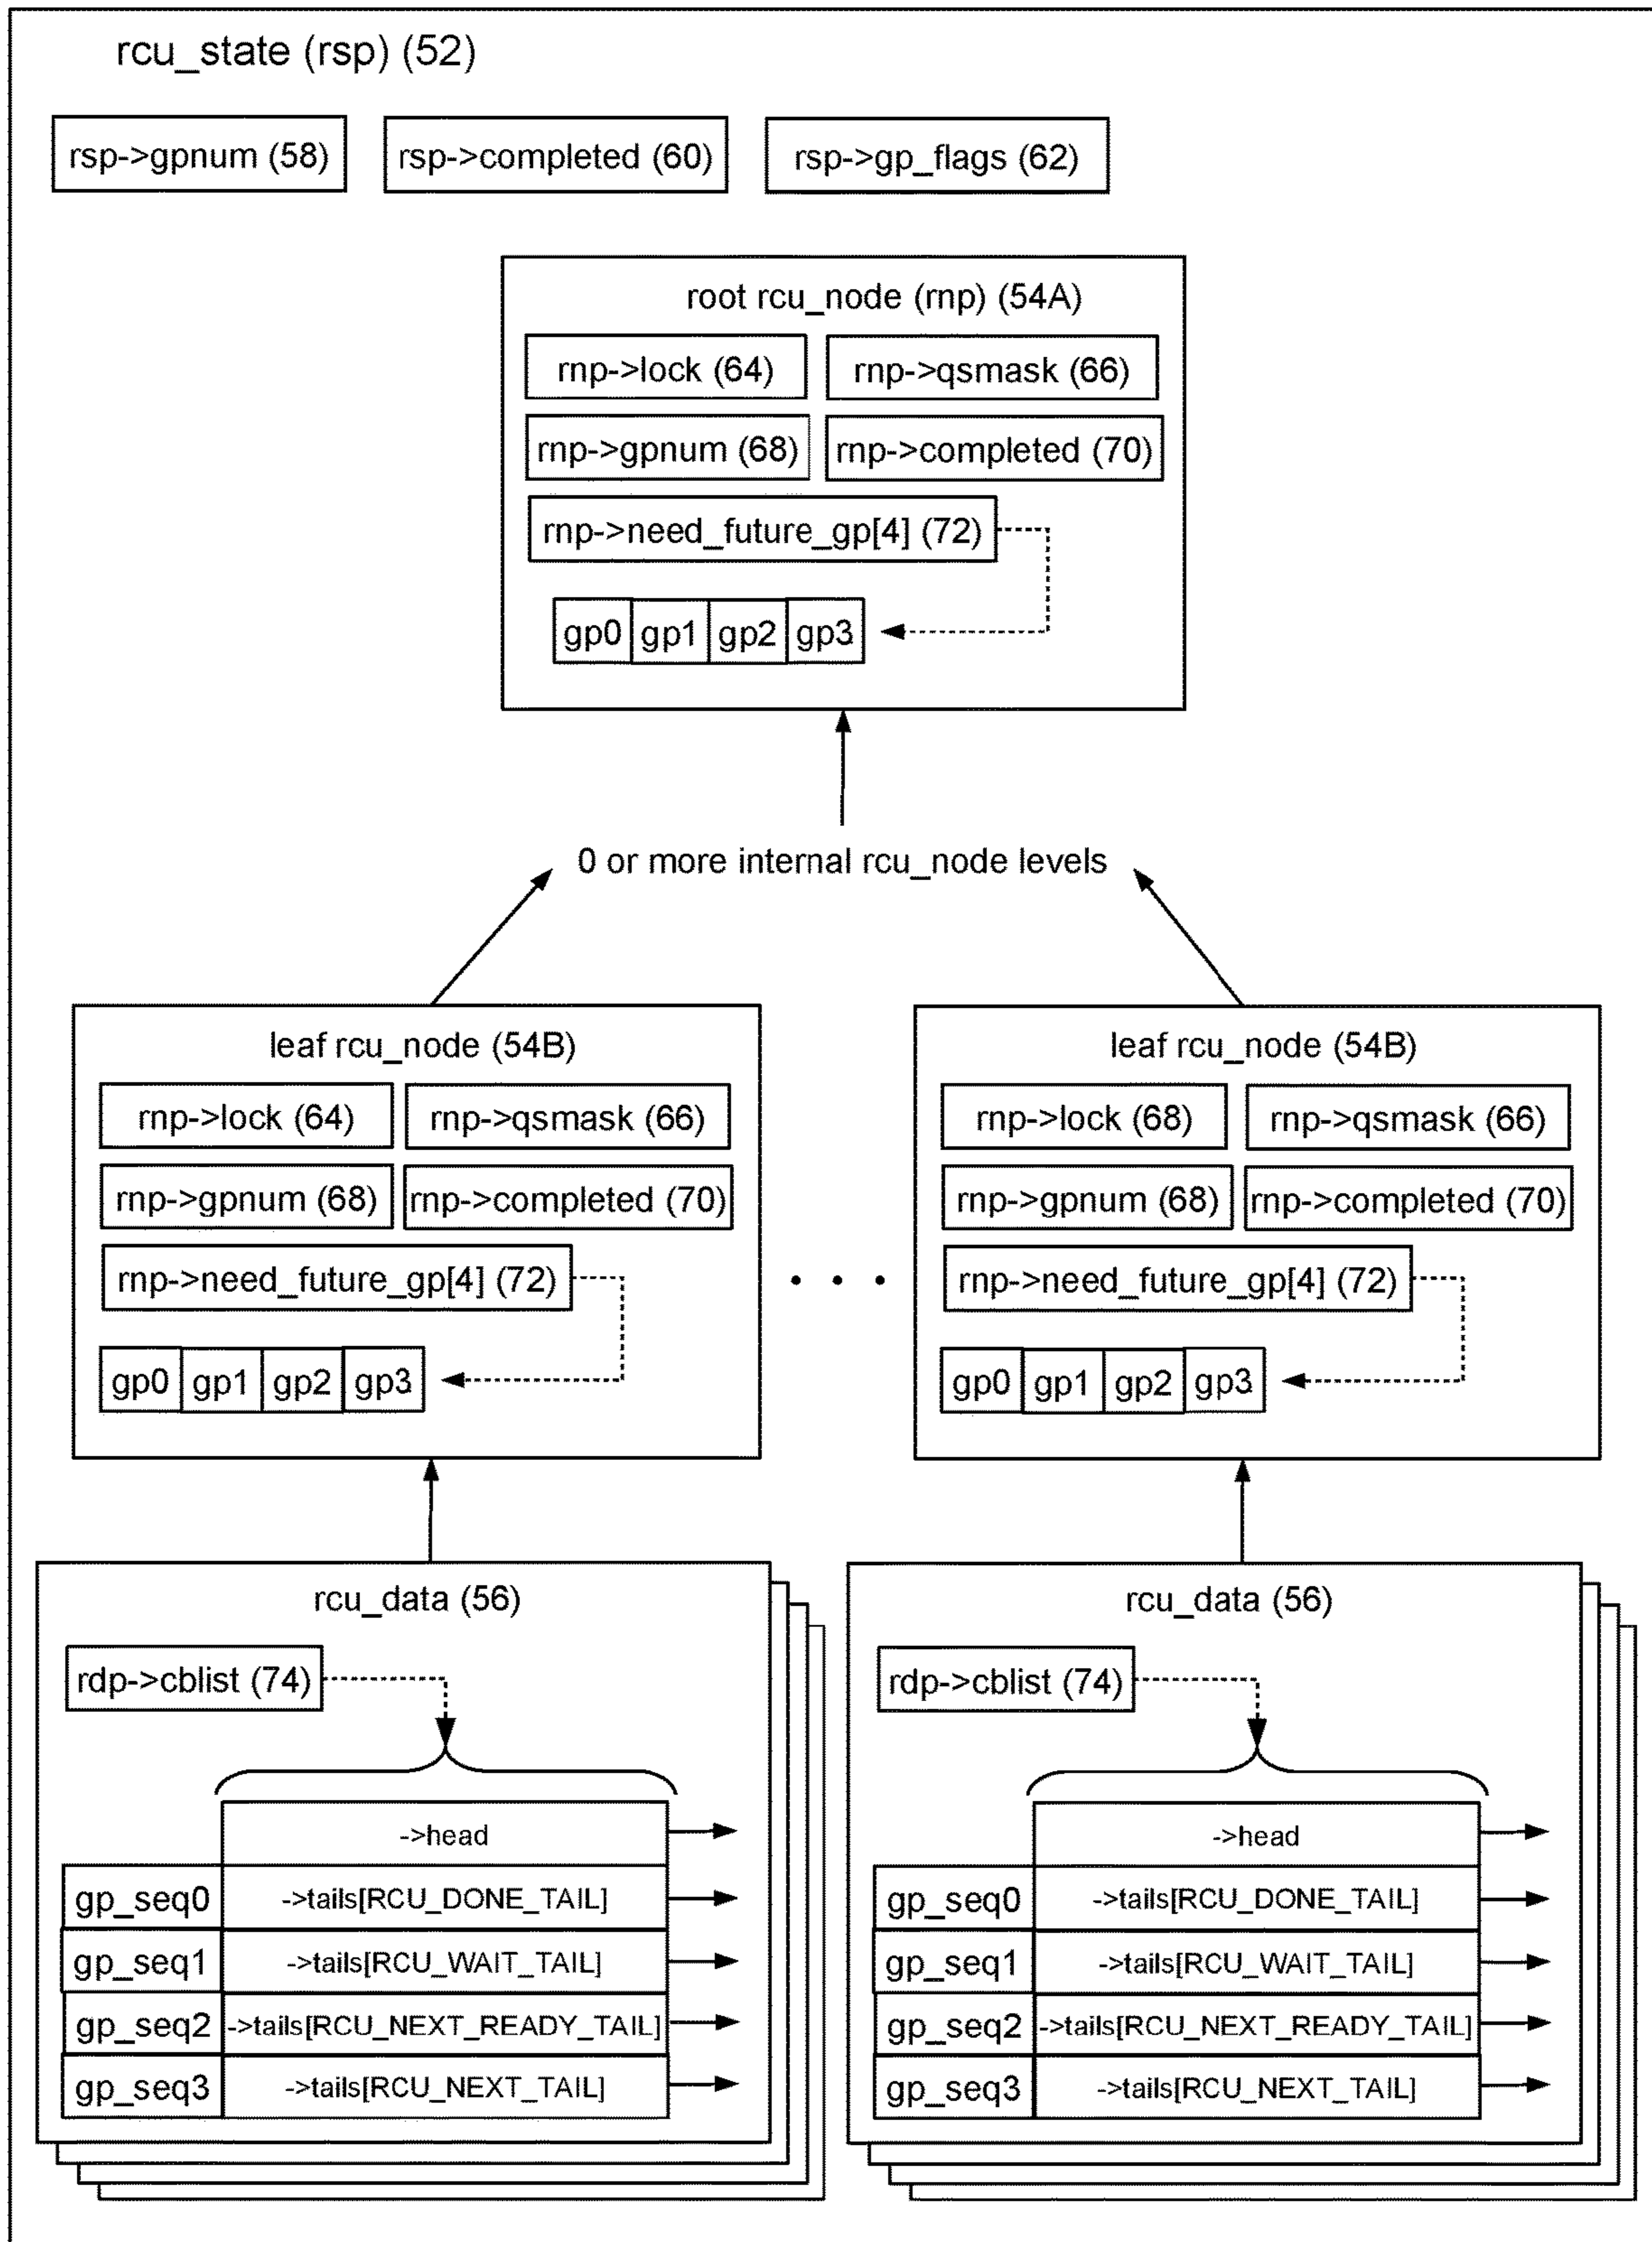 rcu_state (rsp) (52)
rsp->gpnum (58) rsp->completed (60) rsp->gp_flags (62)
root rcu_node (rnp) (54A)
rnp->lock (64) rnp->qsmask (66)
rnp->gpnum (68) rnp->completed (70)
rnp->need_future_gp[4] (72)
gp0 gp1 gp2 gp3
0 or more internal rcu_node levels
leaf rcu_node (54B)
rnp->lock (64) rnp->qsmask (66)
rnp->gpnum (68) rnp->completed (70)
rnp->need_future_gp[4] (72)
gp0 gp1 gp2 gp3
. . .
leaf rcu_node (54B)
rnp->lock (68) rnp->qsmask (66)
rnp->gpnum (68) rnp->completed (70)
rnp->need_future_gp[4] (72)
gp0 gp1 gp2 gp3
rcu_data (56)
rdp->cblist (74)
->head
gp_seq0 ->tails[RCU_DONE_TAIL]
gp_seq1 ->tails[RCU_WAIT_TAIL]
gp_seq2 ->tails[RCU_NEXT_READY_TAIL]
gp_seq3 ->tails[RCU_NEXT_TAIL]
rcu_data (56)
rdp->cblist (74)
->head
gp_seq0 ->tails[RCU_DONE_TAIL]
gp_seq1 ->tails[RCU_WAIT_TAIL]
gp_seq2 ->tails[RCU_NEXT_READY_TAIL]
gp_seq3 ->tails[RCU_NEXT_TAIL]